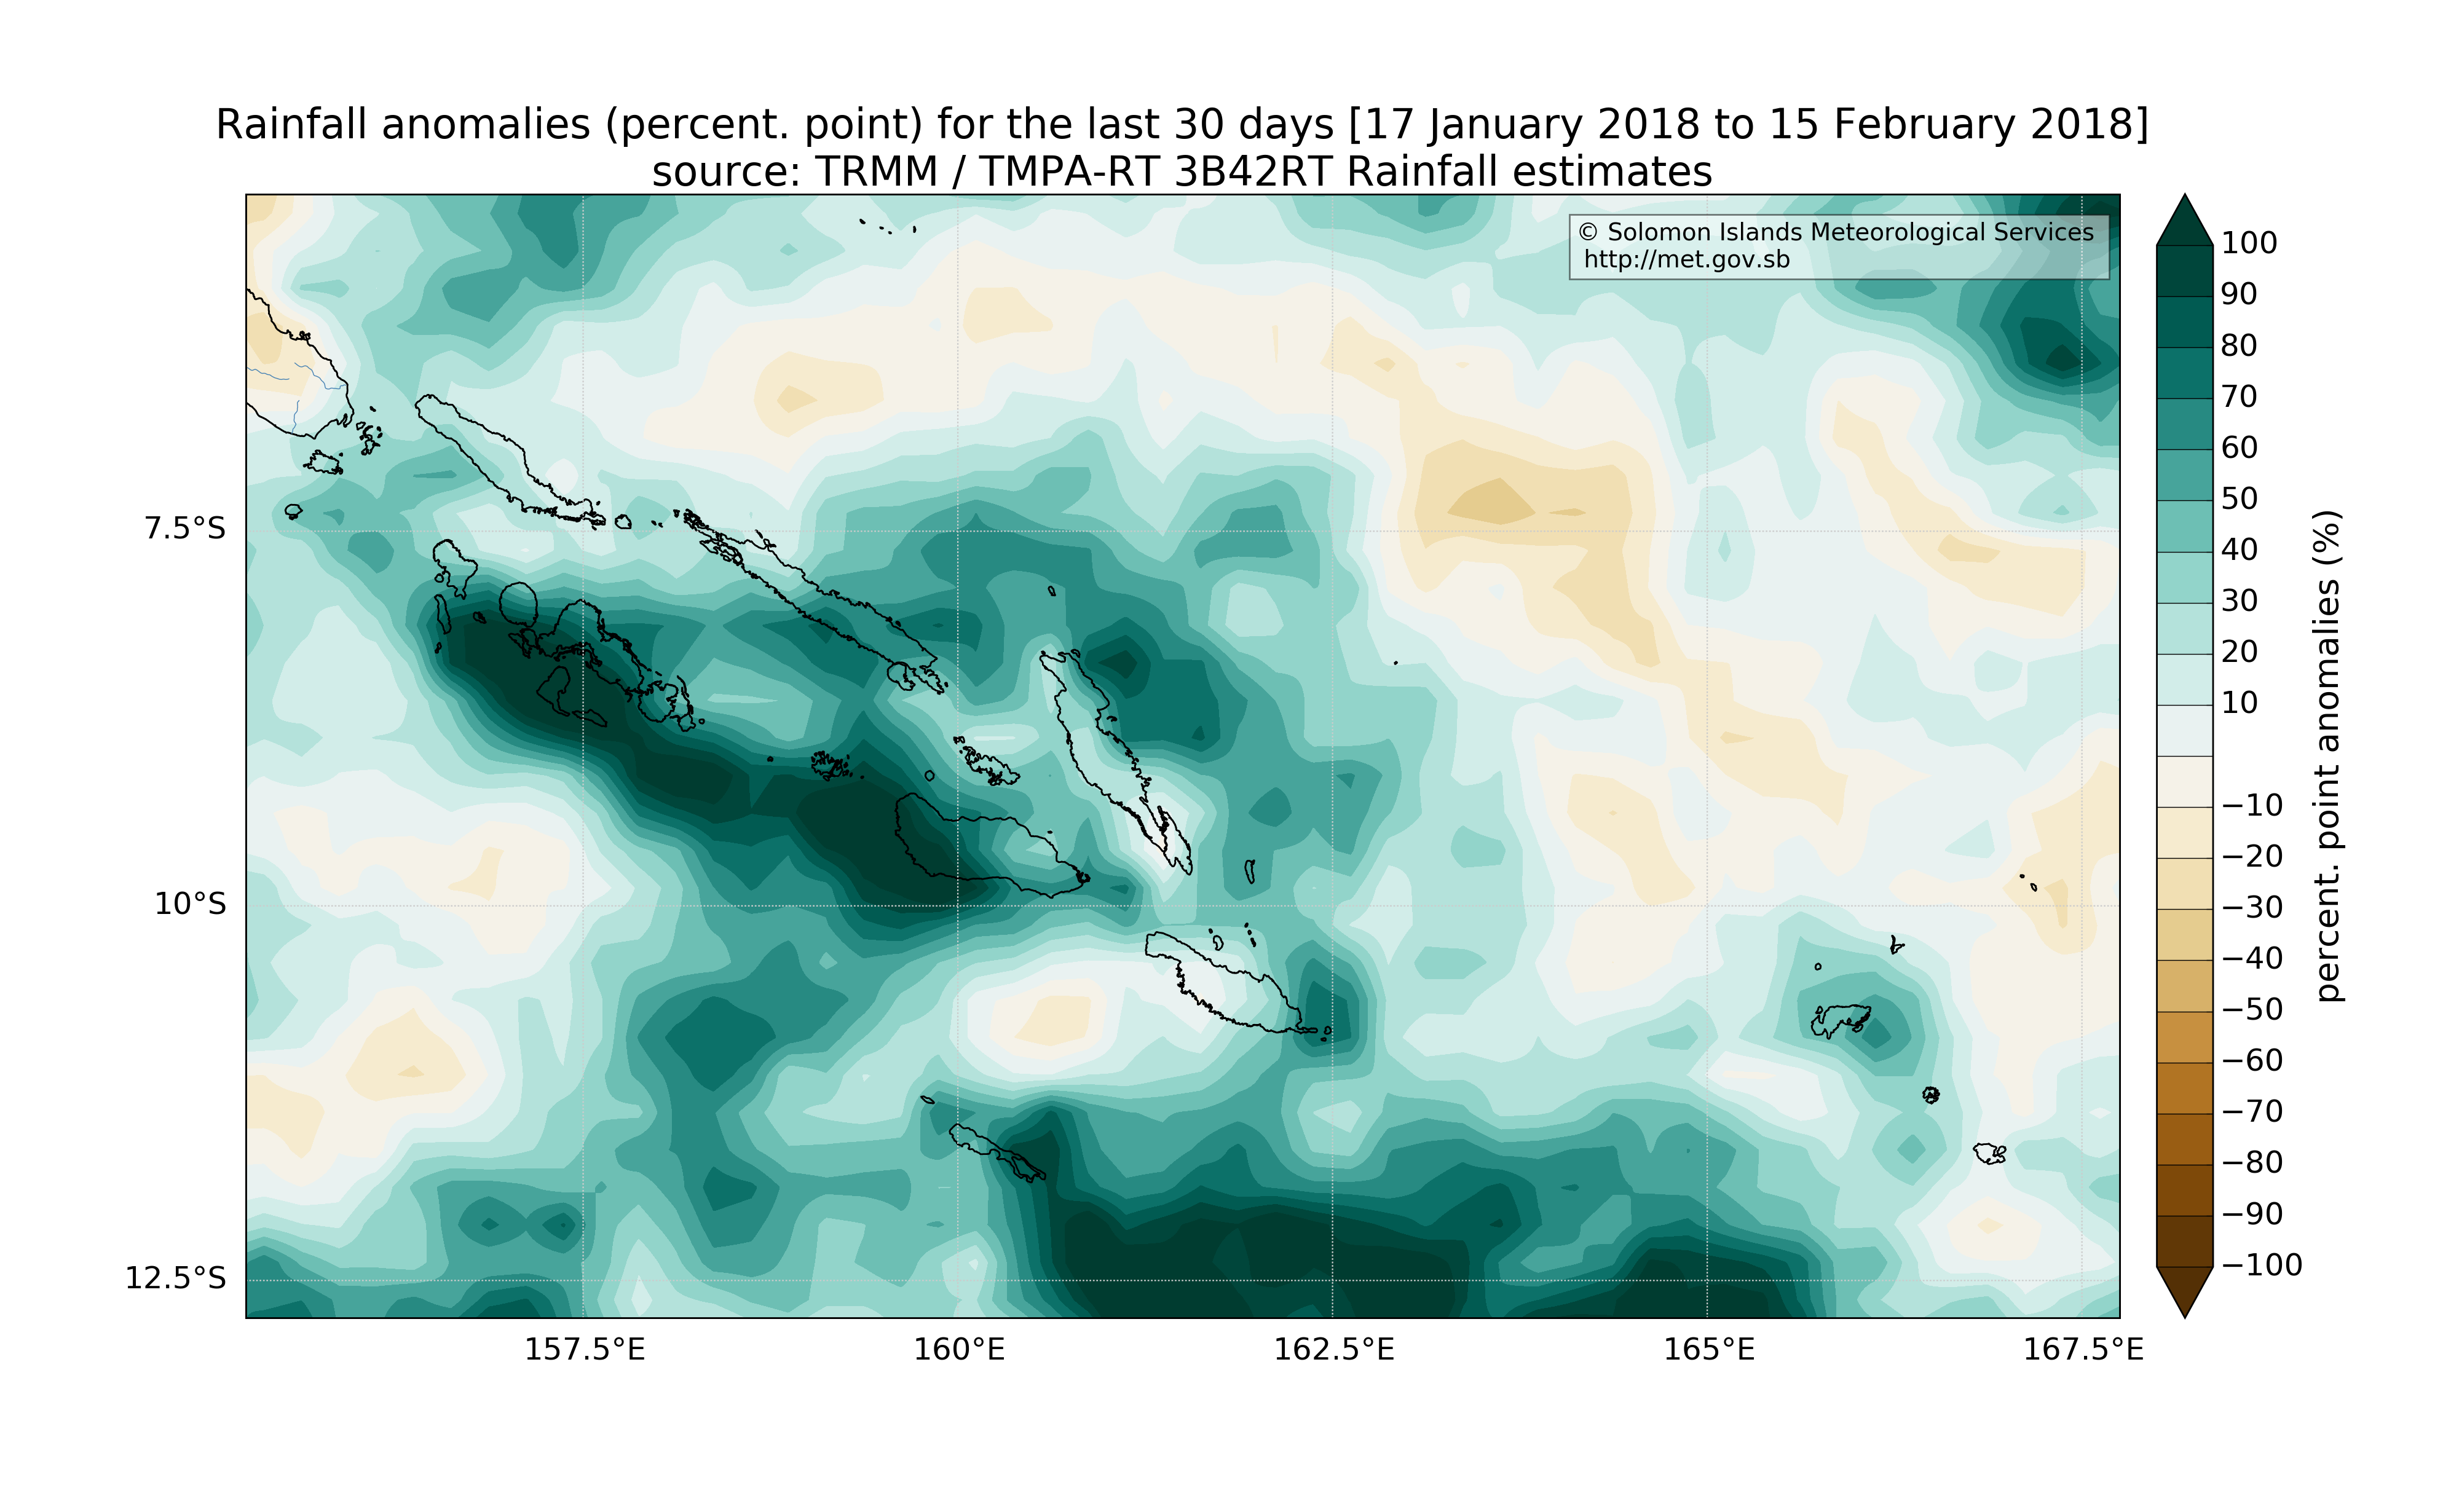 Rainfall anomalies (percent. point) for the last 30 days [17 January 2018 to 15 February 2018]
source: TRMM / TMPA-RT 3B42RT Rainfall estimates
© Solomon Islands Meteorological Services
http://met.gov.sb
7.5°S
10°S
12.5°S
157.5°E
160°E
162.5°E
165°E
167.5°E
100
90
80
70
60
50
40
30
20
10
−10
−20
−30
−40
−50
−60
−70
−80
−90
−100
percent. point anomalies (%)